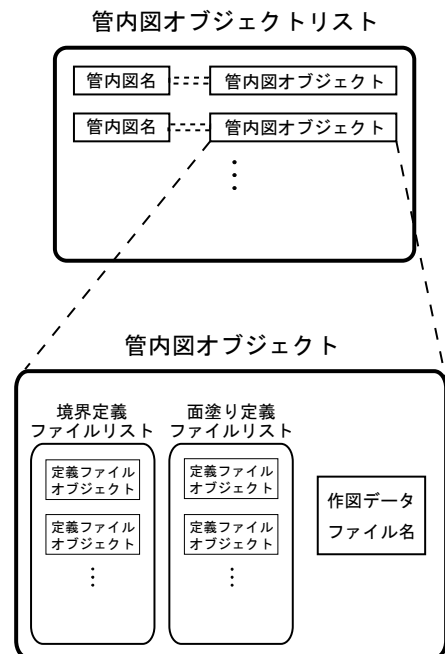 管内図オブジェクトリスト
管内図名
管内図オブジェクト
管内図名
管内図オブジェクト
管内図オブジェクト
境界定義
ファイルリスト
定義ファイル
オブジェクト
定義ファイル
オブジェクト
面塗り定義
ファイルリスト
定義ファイル
オブジェクト
定義ファイル
オブジェクト
作図データ
ファイル名